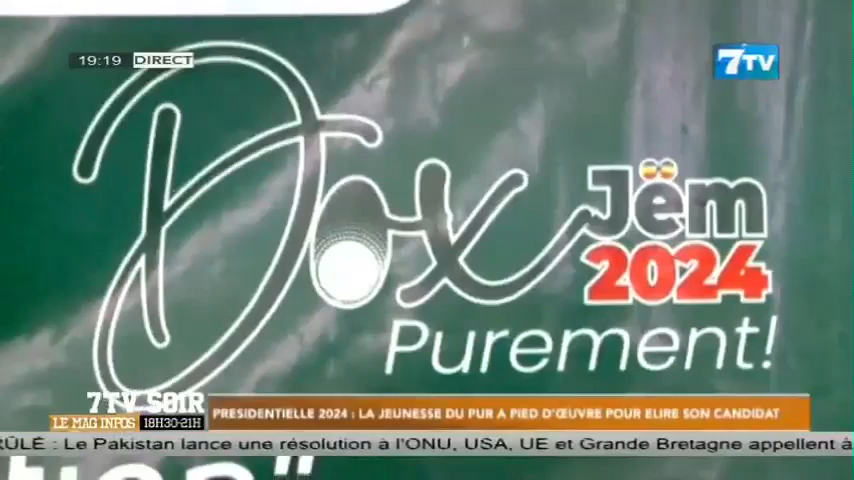 19:19 DIRECT
7TV
Dox
Jëm
2024
Purement!
7TV SOIR
LE MAG INFOS 18H30-21H
PRESIDENTIELLE 2024 : LA JEUNESSE DU PUR A PIED D'ŒUVRE POUR ELIRE SON CANDIDAT
RÛLÉ : Le Pakistan lance une résolution à l'ONU, USA, UE et Grande Bretagne appellent à